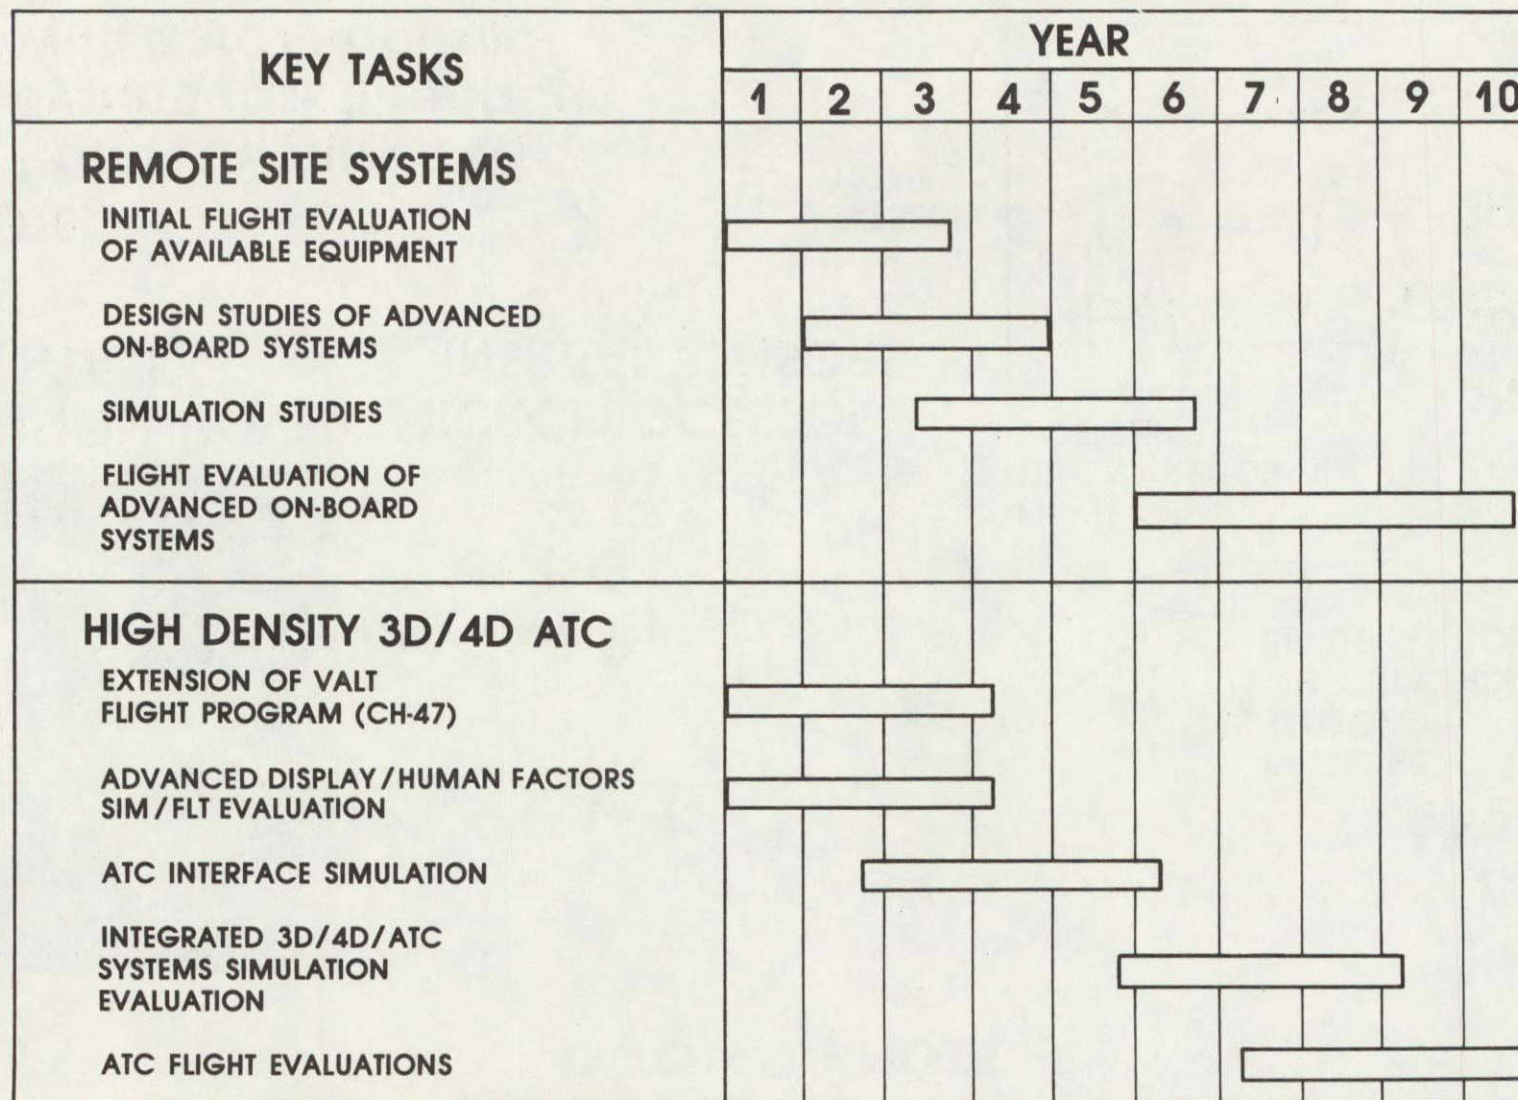 KEY TASKS
YEAR
1 2 3 4 5 6 7 8 9 10
REMOTE SITE SYSTEMS
INITIAL FLIGHT EVALUATION
OF AVAILABLE EQUIPMENT
DESIGN STUDIES OF ADVANCED
ON-BOARD SYSTEMS
SIMULATION STUDIES
FLIGHT EVALUATION OF
ADVANCED ON-BOARD
SYSTEMS
HIGH DENSITY 3D/4D ATC
EXTENSION OF VALT
FLIGHT PROGRAM (CH-47)
ADVANCED DISPLAY/HUMAN FACTORS
SIM/FLT EVALUATION
ATC INTERFACE SIMULATION
INTEGRATED 3D/4D/ATC
SYSTEMS SIMULATION
EVALUATION
ATC FLIGHT EVALUATIONS